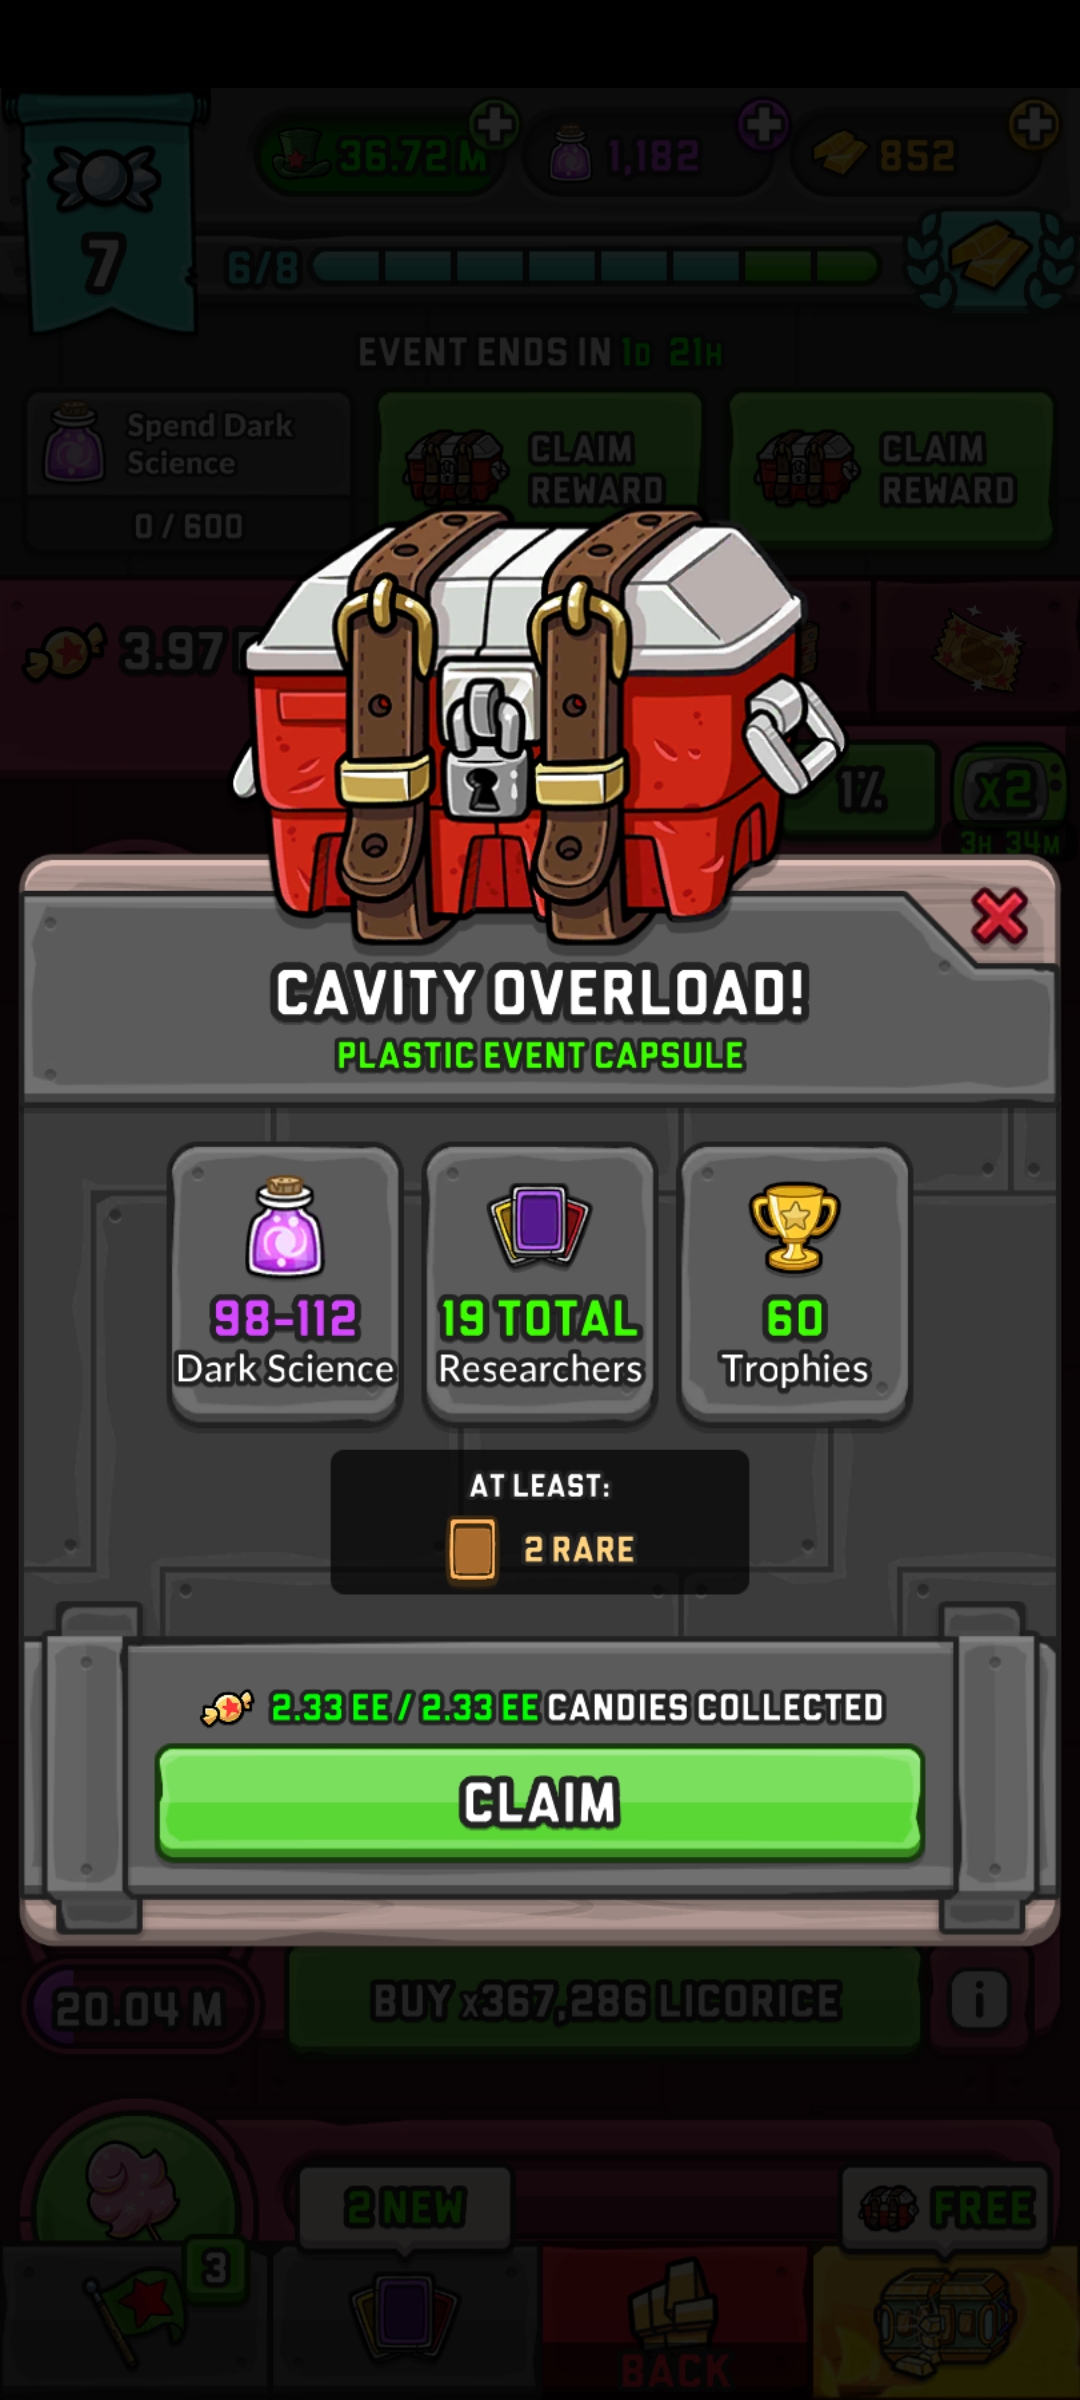 36.72 M
1,182
852
7
6/8
EVENT ENDS IN 1D 21H
Spend Dark
Science
0 / 600
CLAIM
REWARD
CLAIM
REWARD
3.97
1%
x2
3H 34M
CAVITY OVERLOAD!
PLASTIC EVENT CAPSULE
98-112
Dark Science
19 TOTAL
Researchers
60
Trophies
AT LEAST:
2 RARE
2.33 EE / 2.33 EE CANDIES COLLECTED
CLAIM
20.04 M
BUY x367,286 LICORICE
i
2 NEW
FREE
3
BACK